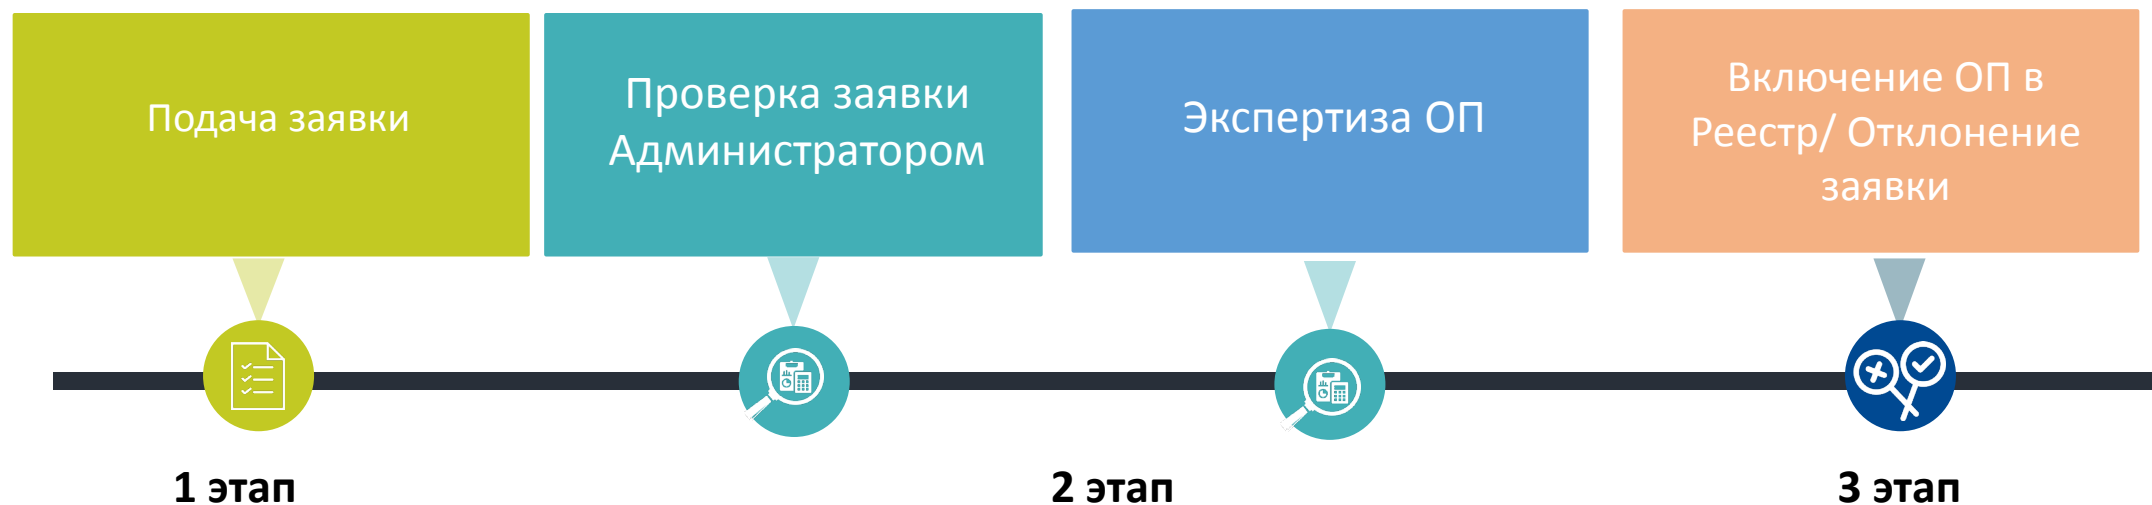 Подача заявки
Проверка заявки
Администратором
Экспертиза ОП
Включение ОП в
Реестр/ Отклонение
заявки
1 этап
2 этап
3 этап